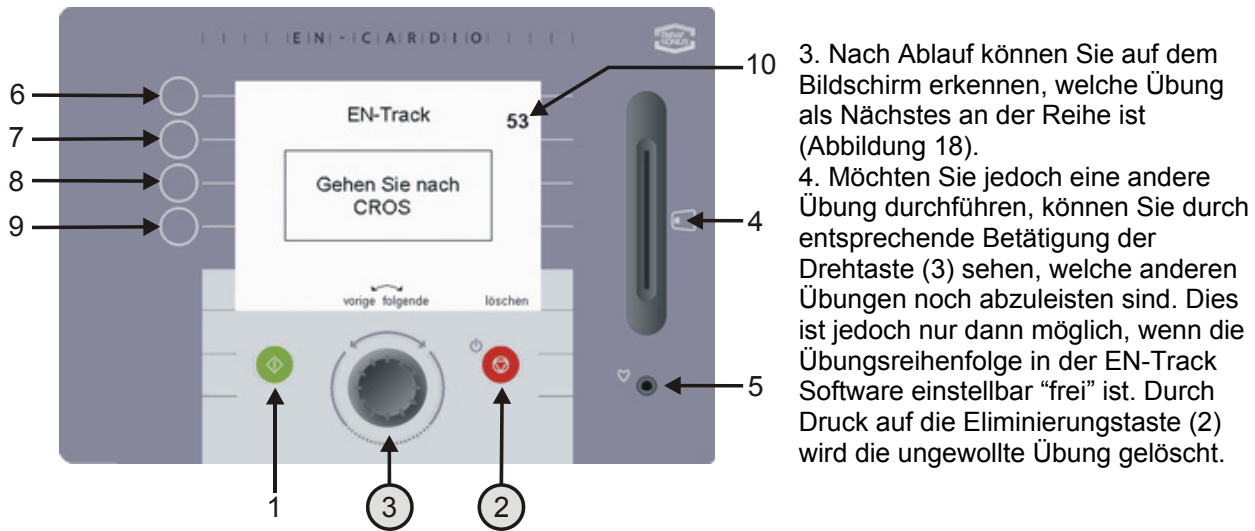 EN-CARDIO
6
7
8
9
EN-Track
53
10
Gehen Sie nach
CROS
4
vorige folgende
löschen
5
1
3
2
3. Nach Ablauf können Sie auf dem
Bildschirm erkennen, welche Übung
als Nächstes an der Reihe ist
(Abbildung 18).
4. Möchten Sie jedoch eine andere
Übung durchführen, können Sie durch
entsprechende Betätigung der
Drehtaste (3) sehen, welche anderen
Übungen noch abzuleisten sind. Dies
ist jedoch nur dann möglich, wenn die
Übungsreihenfolge in der EN-Track
Software einstellbar “frei” ist. Durch
Druck auf die Eliminierungstaste (2)
wird die ungewollte Übung gelöscht.